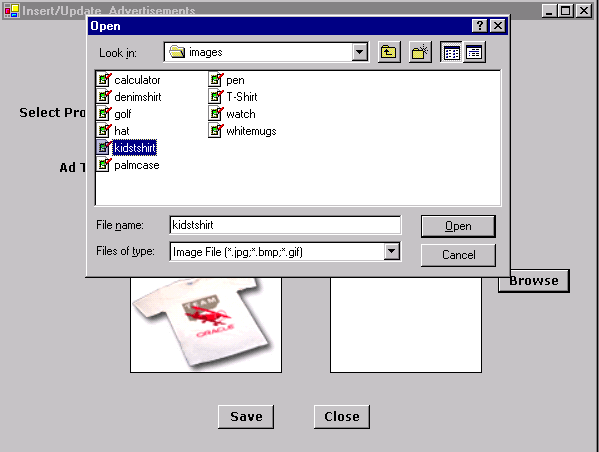 Insert/Update Advertisements
Open
Look in:
images
calculator
denimshirt
golf
hat
kidstshirt
palmcase
pen
T-Shirt
watch
whitemugs
Select Pro
Ad T
File name:
kidstshirt
Open
Files of type:
Image File (*.jpg;*.bmp;*.gif)
Cancel
Browse
TEAM
ORACLE
Save
Close